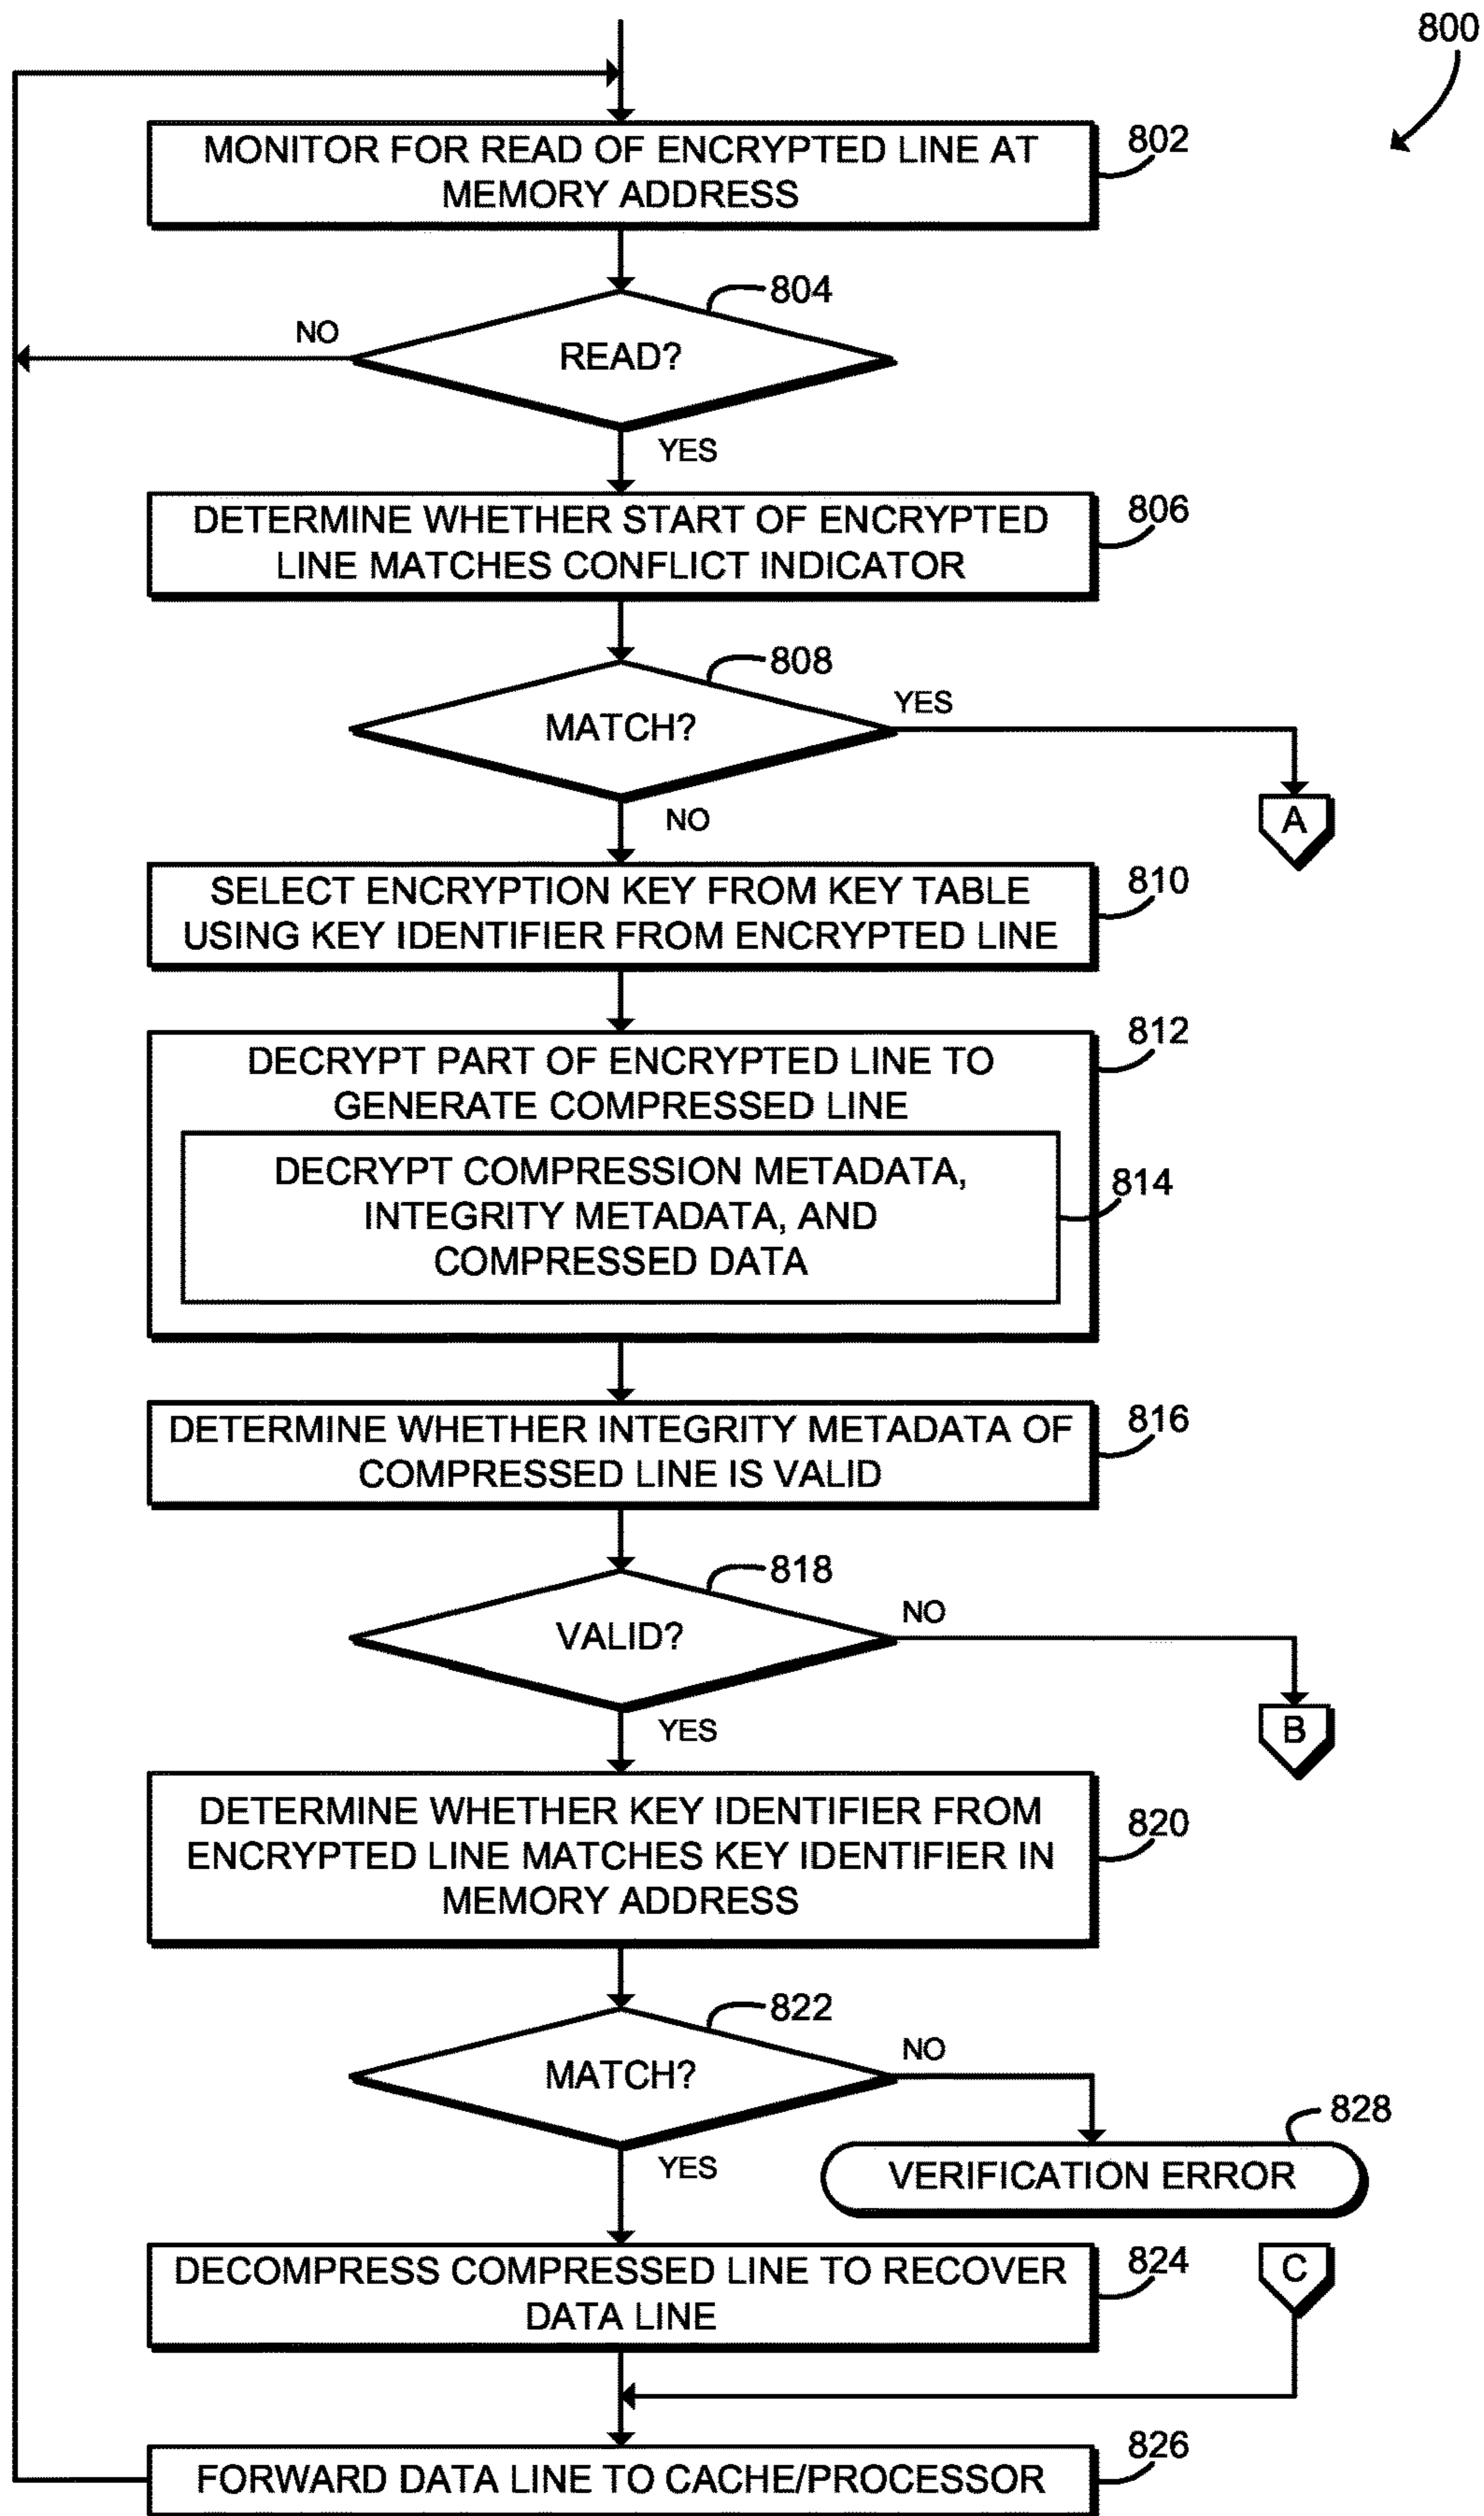 800
MONITOR FOR READ OF ENCRYPTED LINE AT
MEMORY ADDRESS
802
804
NO
READ?
YES
DETERMINE WHETHER START OF ENCRYPTED
LINE MATCHES CONFLICT INDICATOR
806
808
YES
MATCH?
A
NO
SELECT ENCRYPTION KEY FROM KEY TABLE
USING KEY IDENTIFIER FROM ENCRYPTED LINE
810
DECRYPT PART OF ENCRYPTED LINE TO
GENERATE COMPRESSED LINE
812
DECRYPT COMPRESSION METADATA,
INTEGRITY METADATA, AND
COMPRESSED DATA
814
DETERMINE WHETHER INTEGRITY METADATA OF
COMPRESSED LINE IS VALID
816
818
NO
VALID?
B
YES
DETERMINE WHETHER KEY IDENTIFIER FROM
ENCRYPTED LINE MATCHES KEY IDENTIFIER IN
MEMORY ADDRESS
820
822
NO
MATCH?
828
YES
VERIFICATION ERROR
DECOMPRESS COMPRESSED LINE TO RECOVER
DATA LINE
824
C
FORWARD DATA LINE TO CACHE/PROCESSOR
826